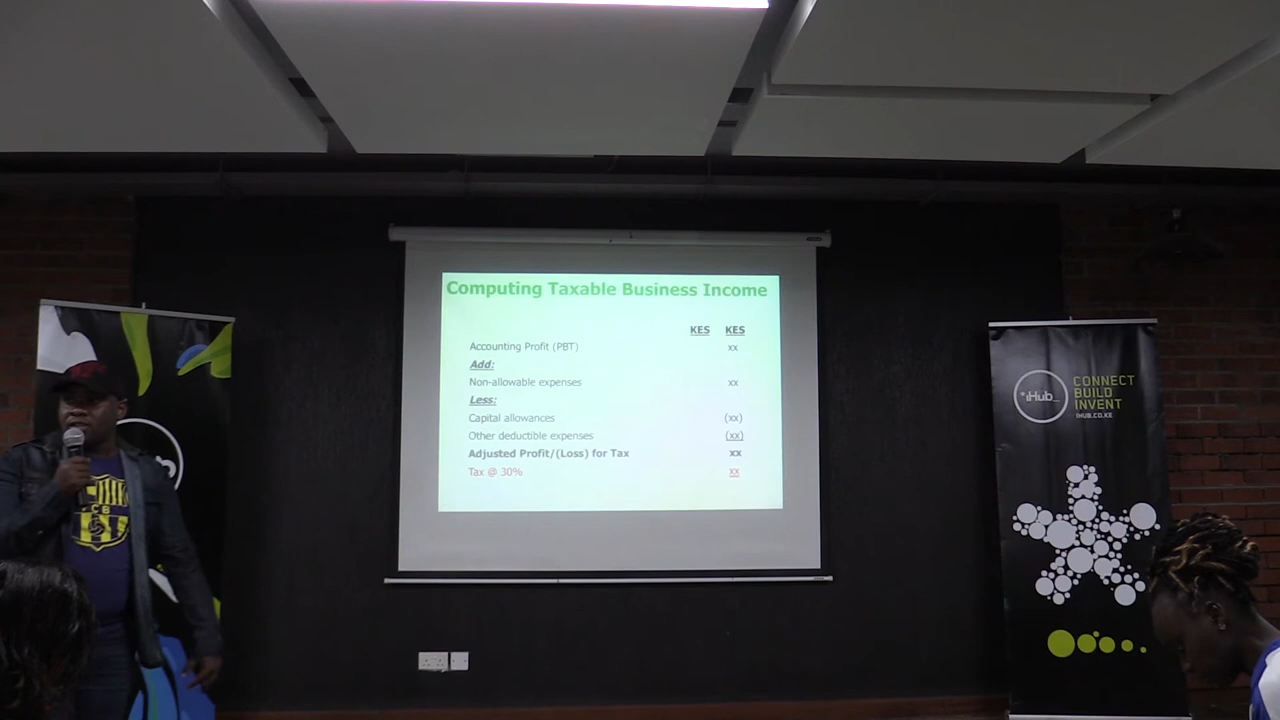 Computing Taxable Business Income
KES KES
Accounting Profit (PBT) xx
Add:
Non-allowable expenses xx
Less:
Capital allowances (xx)
Other deductible expenses (xx)
Adjusted Profit/(Loss) for Tax xx
Tax @ 30% xx
*iHub_
CONNECT
BUILD
INVENT
IHUB.CO.KE
FCB